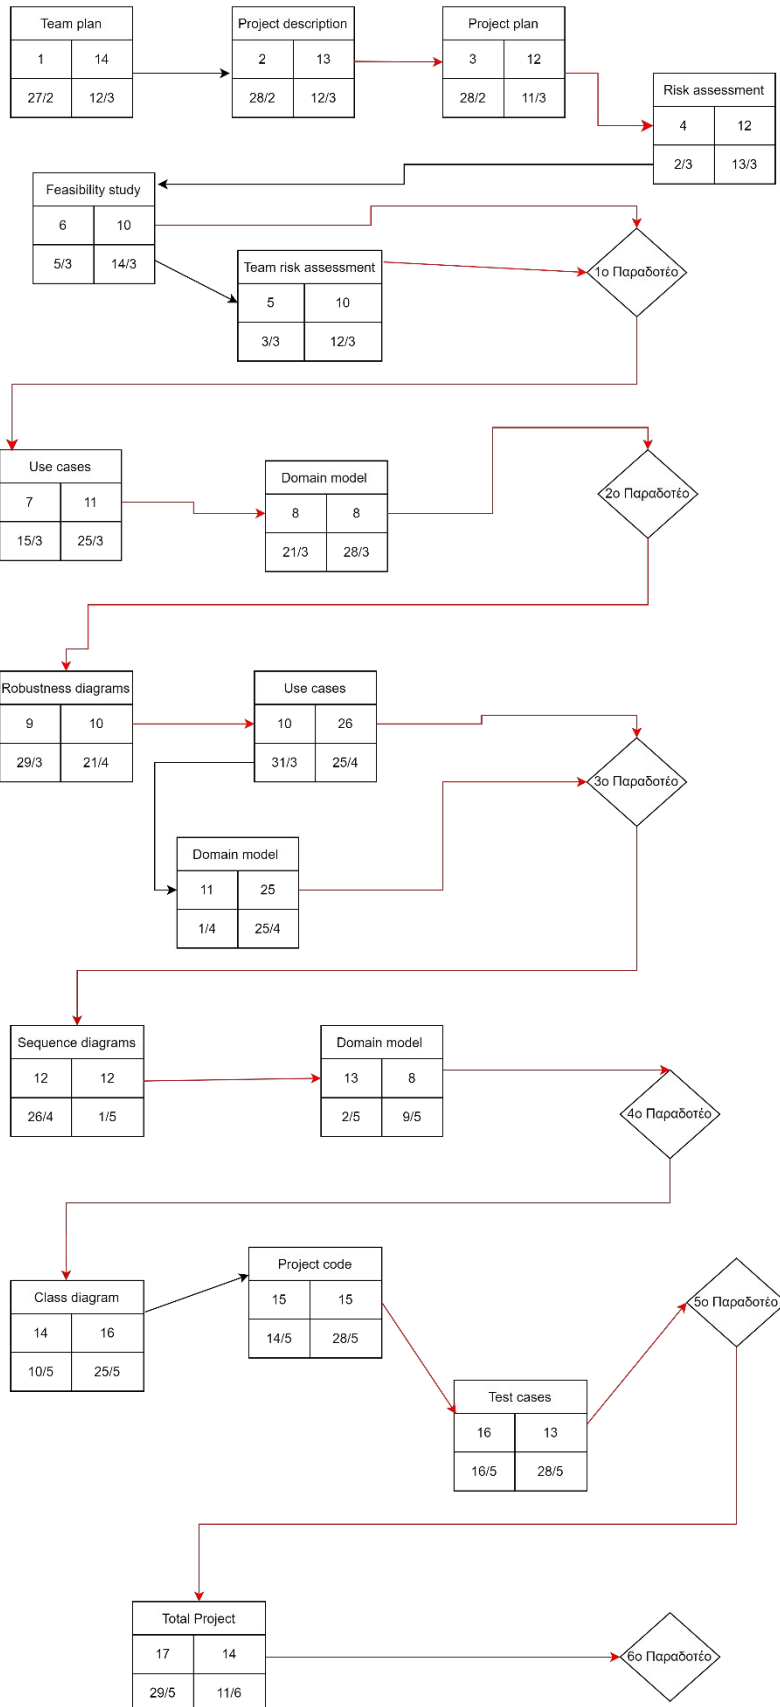 Team plan
1 14
27/2 12/3
Project description
2 13
28/2 12/3
Project plan
3 12
28/2 11/3
Risk assessment
4 12
2/3 13/3
Feasibility study
6 10
5/3 14/3
Team risk assessment
5 10
3/3 12/3
1ο Παραδοτέο
Use cases
7 11
15/3 25/3
Domain model
8 8
21/3 28/3
2ο Παραδοτέο
Robustness diagrams
9 10
29/3 21/4
Use cases
10 26
31/3 25/4
3ο Παραδοτέο
Domain model
11 25
1/4 25/4
Sequence diagrams
12 12
26/4 1/5
Domain model
13 8
2/5 9/5
4ο Παραδοτέο
Class diagram
14 16
10/5 25/5
Project code
15 15
14/5 28/5
Test cases
16 13
16/5 28/5
5ο Παραδοτέο
Total Project
17 14
29/5 11/6
6ο Παραδοτέο